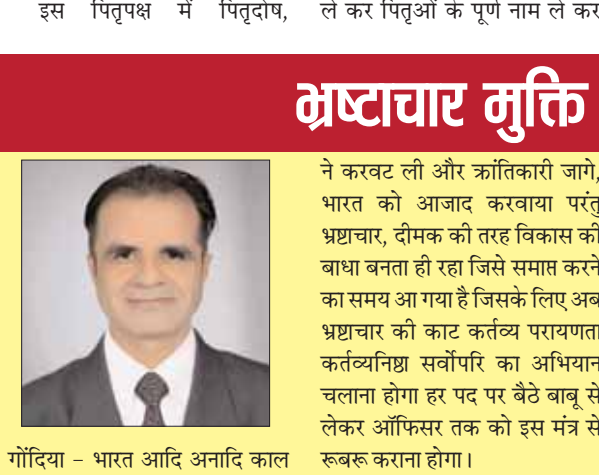 इस पितृपक्ष में पितृदोष,
ले कर पितृओं के पूर्ण नाम ले कर
भ्रष्टाचार मुक्ति
गोंदिया - भारत आदि अनादि काल
ने करवट ली और क्रांतिकारी जागे,
भारत को आजाद करवाया परंतु
भ्रष्टाचार, दीमक की तरह विकास की
बाधा बनता ही रहा जिसे समाप्त करने
का समय आ गया है जिसके लिए अब
भ्रष्टाचार की काट कर्तव्य परायणता
कर्तव्यनिष्ठा सर्वोपरि का अभियान
चलाना होगा हर पद पर बैठे बाबू से
लेकर ऑफिसर तक को इस मंत्र से
रूबरू कराना होगा।